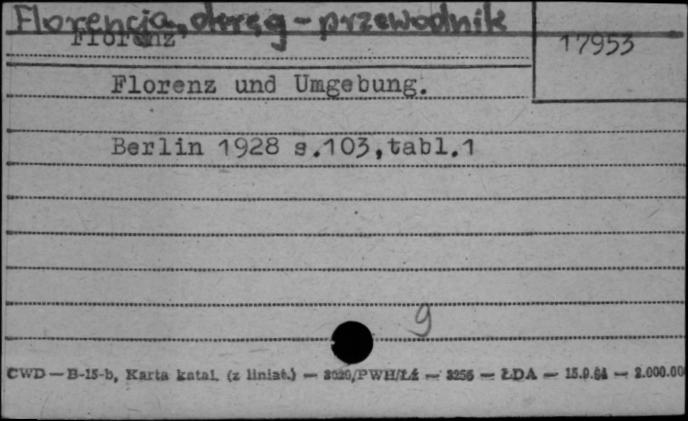 Florencja, okręg - przewodnik
Florenz
17953
Florenz und Umgebung.
Berlin 1928 s.103,tabl.1
9
CWD — B-15-b, Karta katal. (z liniat.) — 3020/PWH/Łż — 3256 — ŁDA — 15.9.64 — 2.000.00